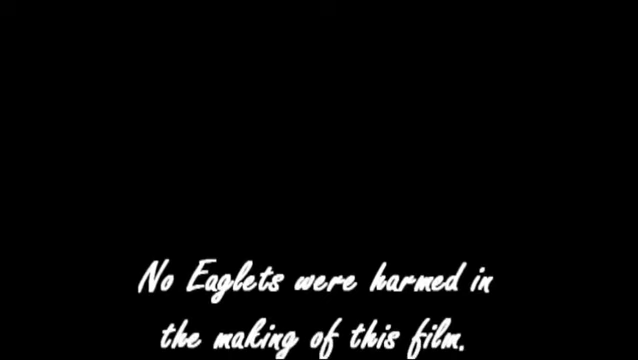 No Eaglets were harmed in
the making of this film.